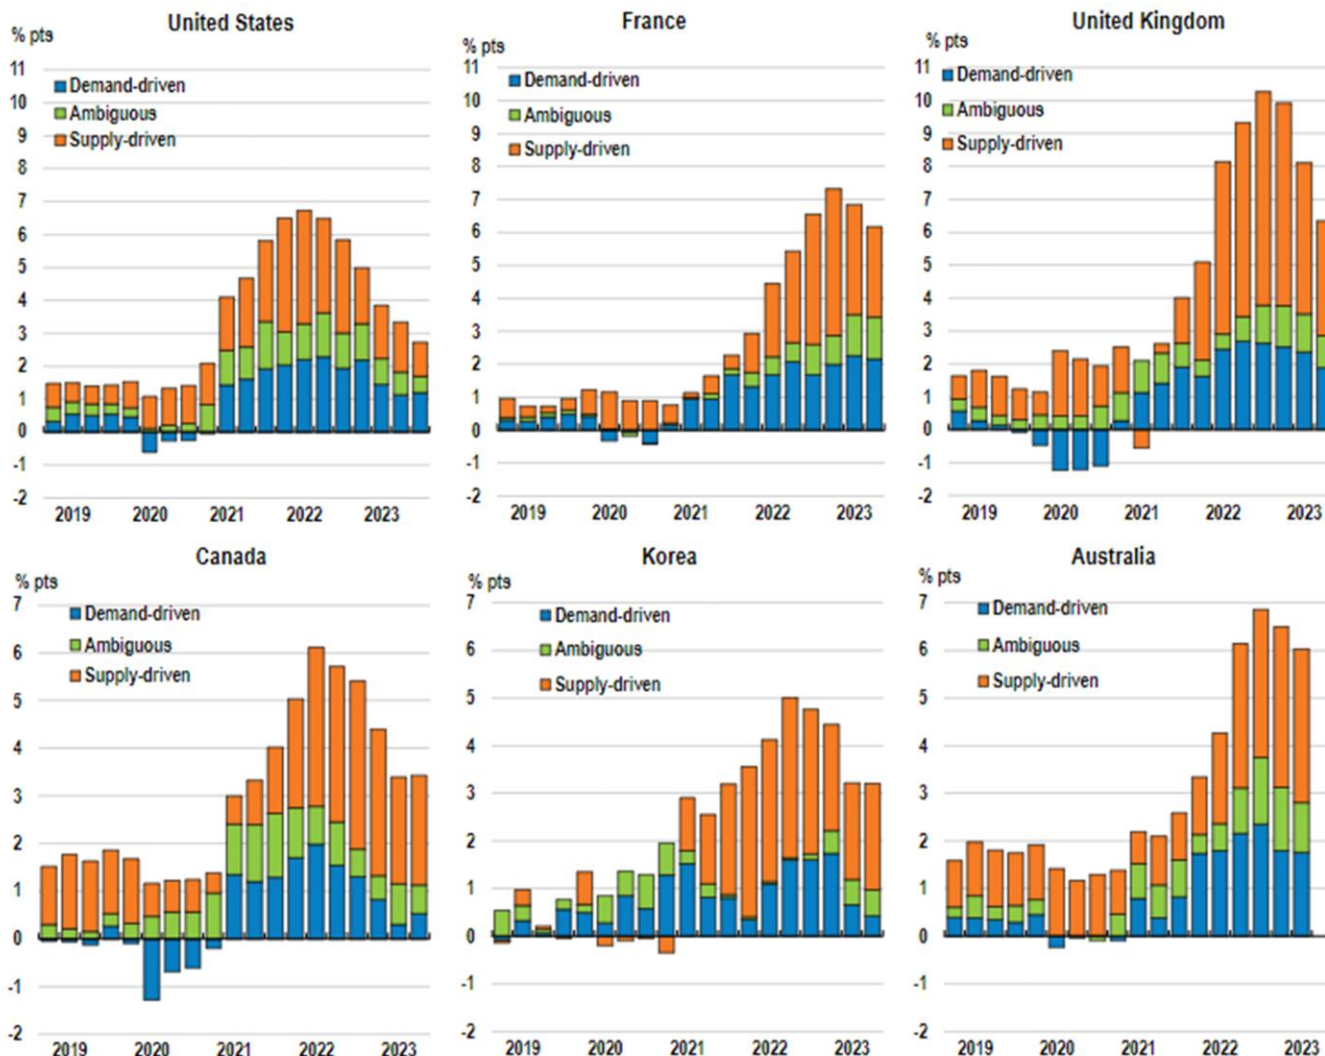 United States
% pts
Demand-driven
Ambiguous
Supply-driven
11
10
9
8
7
6
5
4
3
2
1
0
-1
-2
2019 2020 2021 2022 2023
France
% pts
Demand-driven
Ambiguous
Supply-driven
11
10
9
8
7
6
5
4
3
2
1
0
-1
-2
2019 2020 2021 2022 2023
United Kingdom
% pts
Demand-driven
Ambiguous
Supply-driven
11
10
9
8
7
6
5
4
3
2
1
0
-1
-2
2019 2020 2021 2022 2023
Canada
% pts
Demand-driven
Ambiguous
Supply-driven
7
6
5
4
3
2
1
0
-1
-2
2019 2020 2021 2022 2023
Korea
% pts
Demand-driven
Ambiguous
Supply-driven
7
6
5
4
3
2
1
0
-1
-2
2019 2020 2021 2022 2023
Australia
% pts
Demand-driven
Ambiguous
Supply-driven
7
6
5
4
3
2
1
0
-1
-2
2019 2020 2021 2022 2023